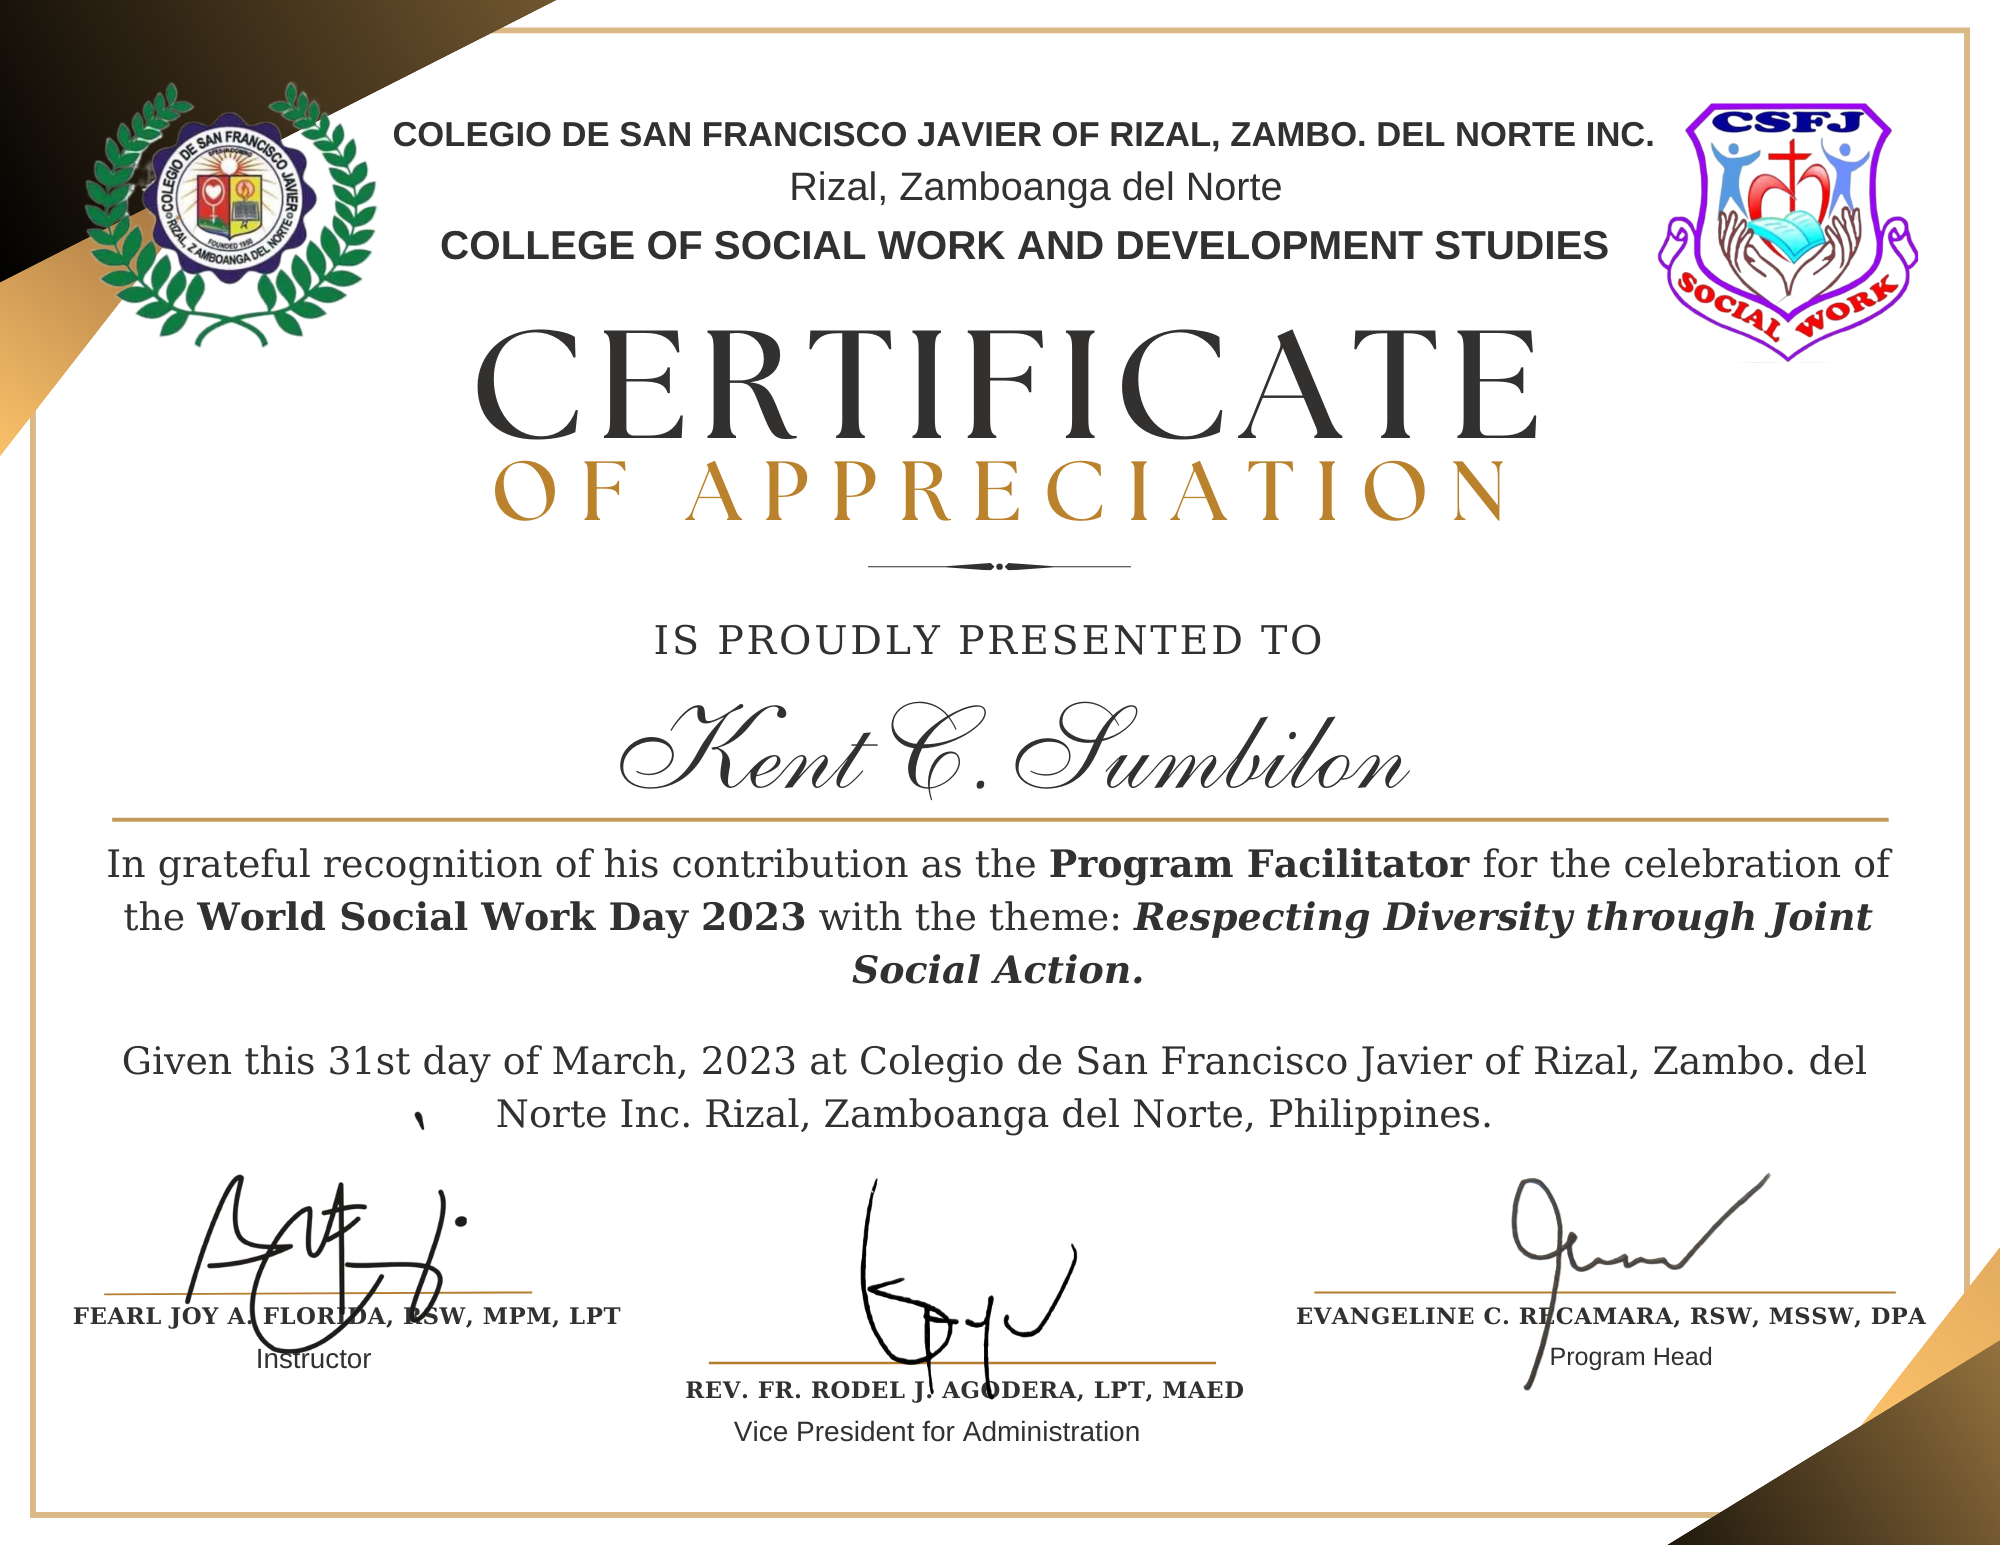 COLEGIO DE SAN FRANCISCO JAVIER
SPES IN DOMINO
FOUNDED 1950
RIZAL, ZAMBOANGA DEL NORTE
CSFJ
SOCIAL WORK
COLEGIO DE SAN FRANCISCO JAVIER OF RIZAL, ZAMBO. DEL NORTE INC.
Rizal, Zamboanga del Norte
COLLEGE OF SOCIAL WORK AND DEVELOPMENT STUDIES
CERTIFICATE
OF APPRECIATION
IS PROUDLY PRESENTED TO
Kent C. Sumbilon
In grateful recognition of his contribution as the Program Facilitator for the celebration of
the World Social Work Day 2023 with the theme: Respecting Diversity through Joint
Social Action.
Given this 31st day of March, 2023 at Colegio de San Francisco Javier of Rizal, Zambo. del
Norte Inc. Rizal, Zamboanga del Norte, Philippines.
FEARL JOY A. FLORIDA, RSW, MPM, LPT
Instructor
REV. FR. RODEL J. AGODERA, LPT, MAED
Vice President for Administration
EVANGELINE C. RECAMARA, RSW, MSSW, DPA
Program Head